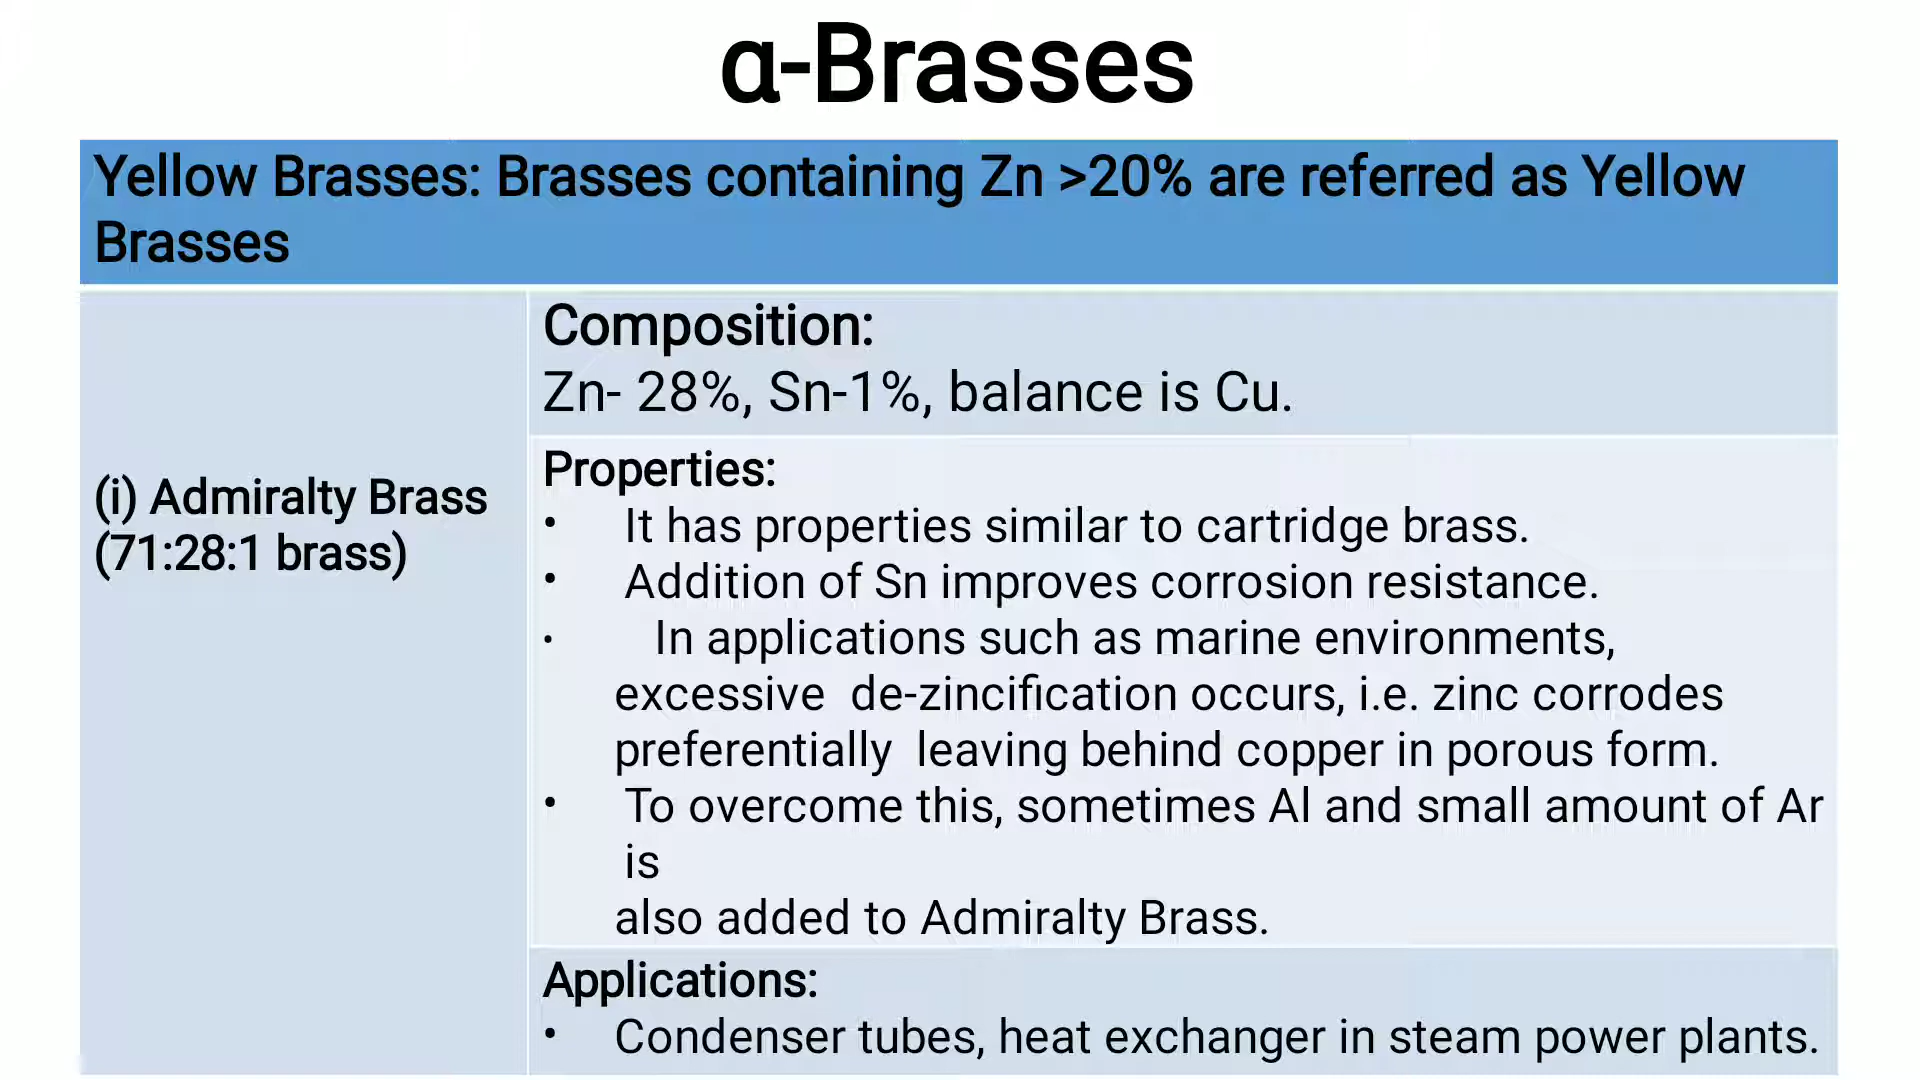 α-Brasses
Yellow Brasses: Brasses containing Zn >20% are referred as Yellow
Brasses
(i) Admiralty Brass
(71:28:1 brass)
Composition:
Zn- 28%, Sn-1%, balance is Cu.
Properties:
• It has properties similar to cartridge brass.
• Addition of Sn improves corrosion resistance.
• In applications such as marine environments,
excessive de-zincification occurs, i.e. zinc corrodes
preferentially leaving behind copper in porous form.
• To overcome this, sometimes Al and small amount of Ar
is
also added to Admiralty Brass.
Applications:
• Condenser tubes, heat exchanger in steam power plants.